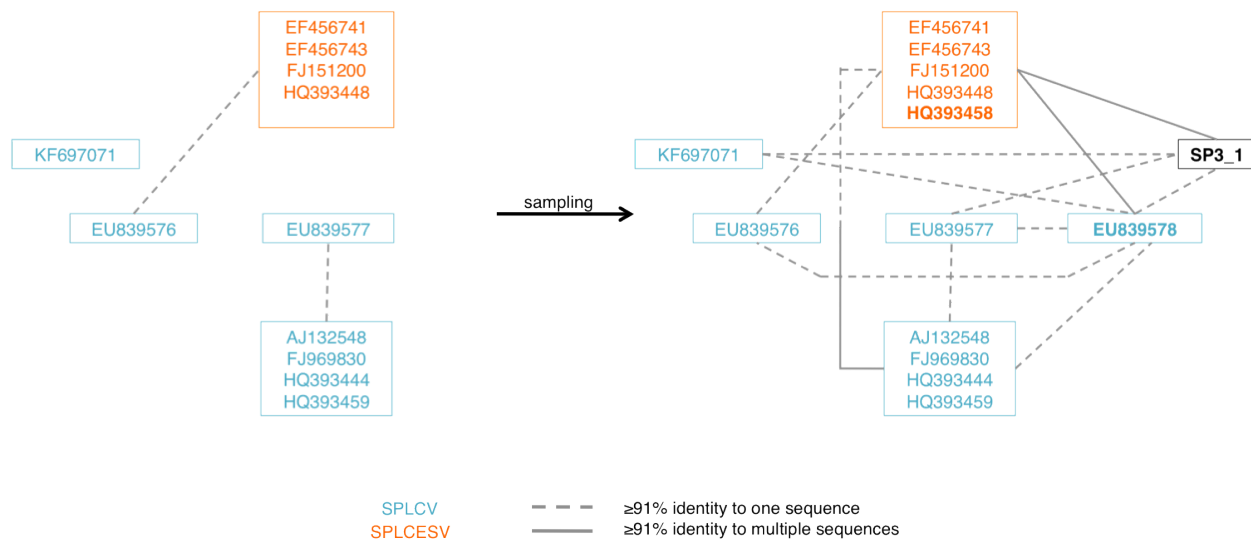 EF456741
EF456743
FJ151200
HQ393448
KF697071
EU839576
EU839577
AJ132548
FJ969830
HQ393444
HQ393459
sampling
EF456741
EF456743
FJ151200
HQ393448
HQ393458
KF697071
SP3_1
EU839576
EU839577
EU839578
AJ132548
FJ969830
HQ393444
HQ393459
SPLCV
≥91% identity to one sequence
SPLCESV
≥91% identity to multiple sequences